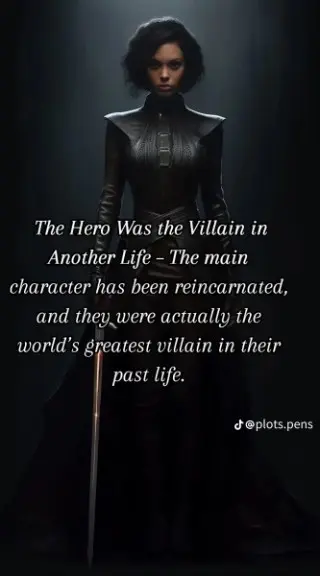 The Hero Was the Villain in
Another Life – The main
character has been reincarnated,
and they were actually the
world’s greatest villain in their
past life.
@plots.pens